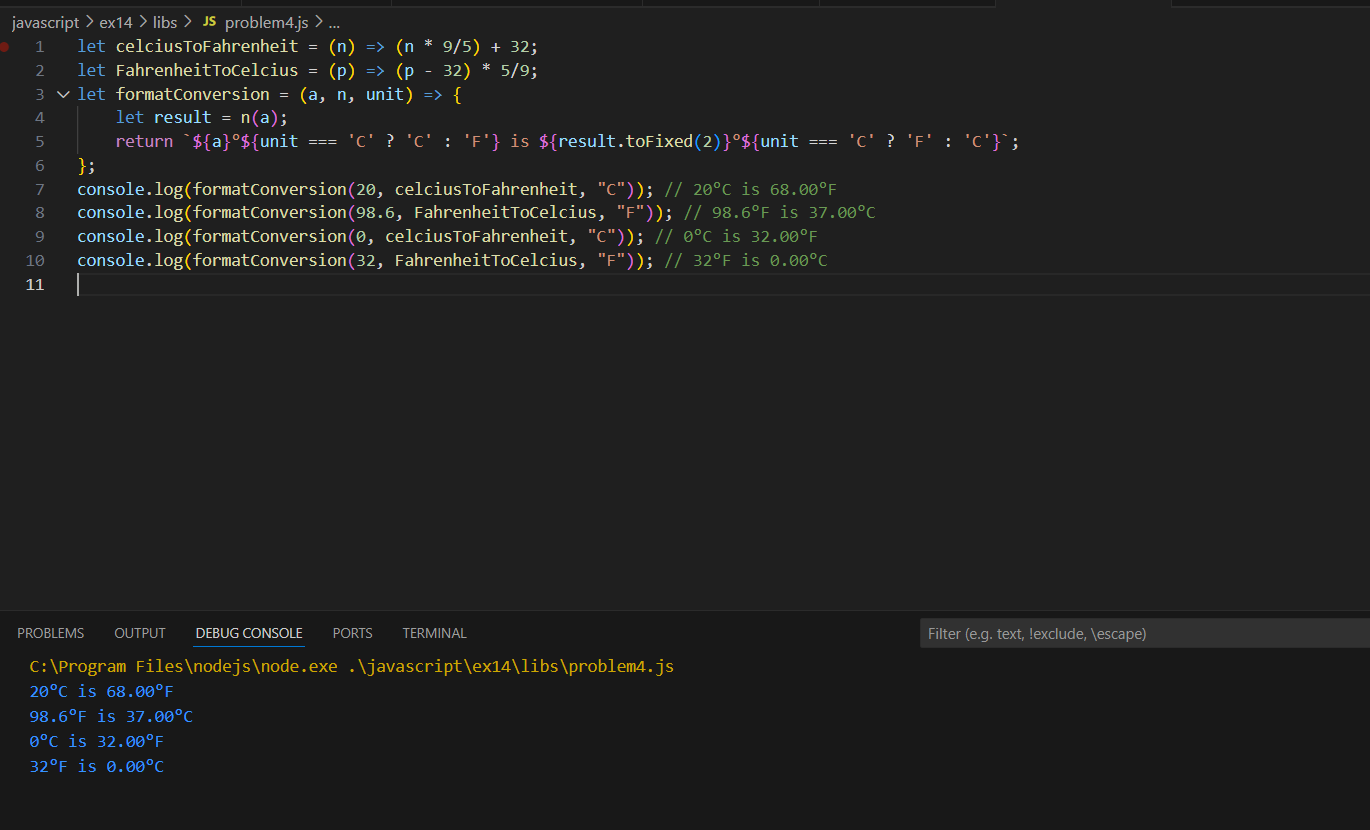 javascript > ex14 > libs > JS problem4.js > ...
1 let celciusToFahrenheit = (n) => (n * 9/5) + 32;
2 let FahrenheitToCelcius = (p) => (p - 32) * 5/9;
3 let formatConversion = (a, n, unit) => {
4     let result = n(a);
5     return `${a}°${unit === 'C' ? 'C' : 'F'} is ${result.toFixed(2)}°${unit === 'C' ? 'F' : 'C'}`;
6 };
7 console.log(formatConversion(20, celciusToFahrenheit, "C")); // 20°C is 68.00°F
8 console.log(formatConversion(98.6, FahrenheitToCelcius, "F")); // 98.6°F is 37.00°C
9 console.log(formatConversion(0, celciusToFahrenheit, "C")); // 0°C is 32.00°F
10 console.log(formatConversion(32, FahrenheitToCelcius, "F")); // 32°F is 0.00°C
11
PROBLEMS OUTPUT DEBUG CONSOLE PORTS TERMINAL Filter (e.g. text, !exclude, \escape)
C:\Program Files\nodejs\node.exe .\javascript\ex14\libs\problem4.js
20°C is 68.00°F
98.6°F is 37.00°C
0°C is 32.00°F
32°F is 0.00°C